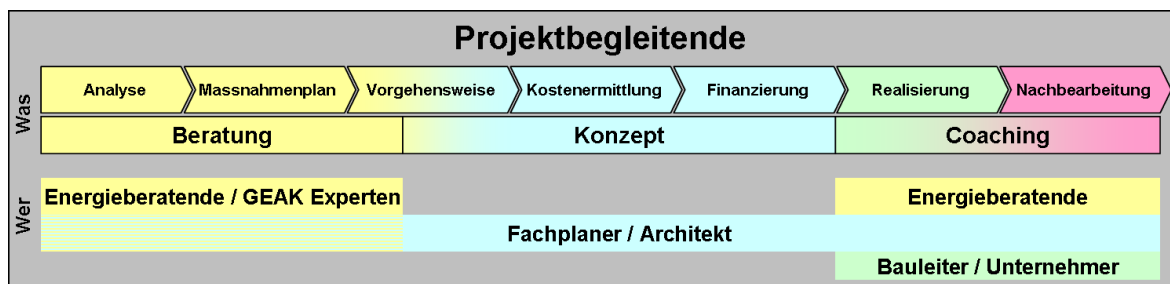 Projektbegleitende
Was
Analyse Massnahmenplan Vorgehensweise Kostenermittlung Finanzierung Realisierung Nachbearbeitung
Beratung Konzept Coaching
Wer
Energieberatende / GEAK Experten Energieberatende
Fachplaner / Architekt
Bauleiter / Unternehmer